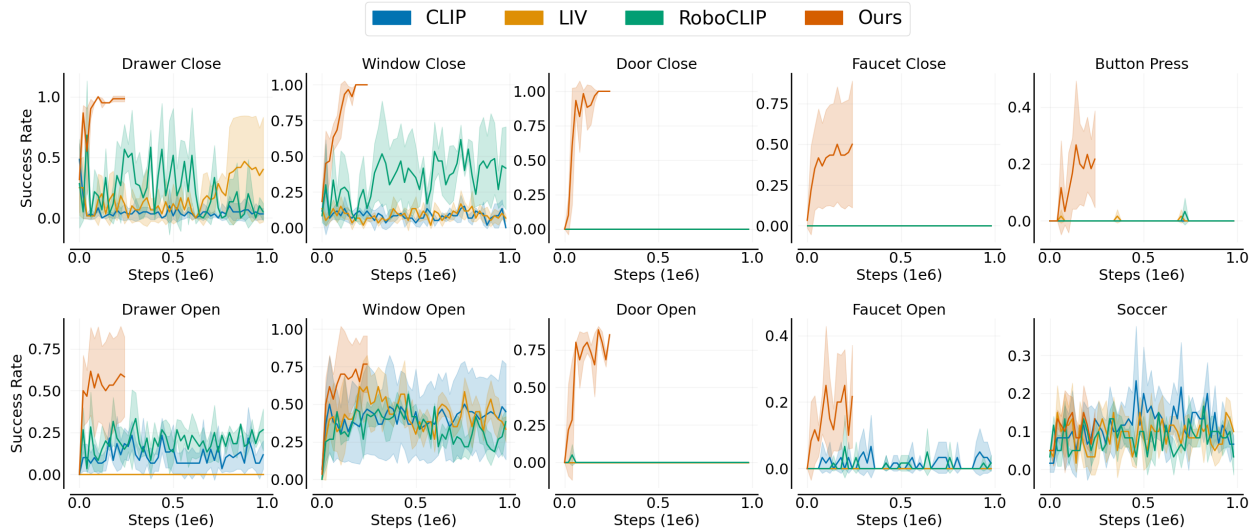 CLIP LIV RoboCLIP Ours
Drawer Close Window Close Door Close Faucet Close Button Press
Success Rate
1.0
0.5
0.0
0.0 0.5 1.0
Steps (1e6)
1.00
0.75
0.50
0.25
0.00
0.0 0.5 1.0
Steps (1e6)
1.00
0.75
0.50
0.25
0.00
0.0 0.5 1.0
Steps (1e6)
0.75
0.50
0.25
0.00
0.0 0.5 1.0
Steps (1e6)
0.4
0.2
0.0
0.0 0.5 1.0
Steps (1e6)
Drawer Open Window Open Door Open Faucet Open Soccer
Success Rate
0.75
0.50
0.25
0.00
0.0 0.5 1.0
Steps (1e6)
1.00
0.75
0.50
0.25
0.00
0.0 0.5 1.0
Steps (1e6)
0.75
0.50
0.25
0.00
0.0 0.5 1.0
Steps (1e6)
0.4
0.2
0.0
0.0 0.5 1.0
Steps (1e6)
0.3
0.2
0.1
0.0
0.0 0.5 1.0
Steps (1e6)